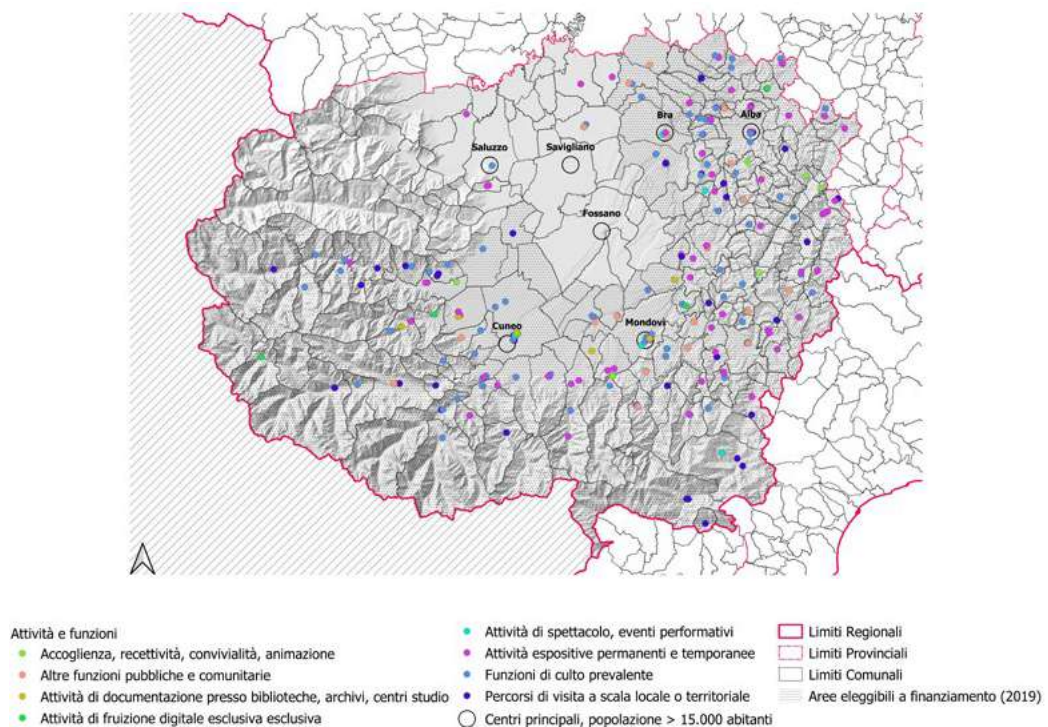 Bra
Alba
Saluzzo
Savigliano
Fossano
Cuneo
Mondovì
Attività e funzioni
Accoglienza, recettività, convivialità, animazione
Altre funzioni pubbliche e comunitarie
Attività di documentazione presso biblioteche, archivi, centri studio
Attività di fruizione digitale esclusiva esclusiva
Attività di spettacolo, eventi performativi
Attività espositive permanenti e temporanee
Funzioni di culto prevalente
Percorsi di visita a scala locale o territoriale
Centri principali, popolazione > 15.000 abitanti
Limiti Regionali
Limiti Provinciali
Limiti Comunali
Aree eleggibili a finanziamento (2019)